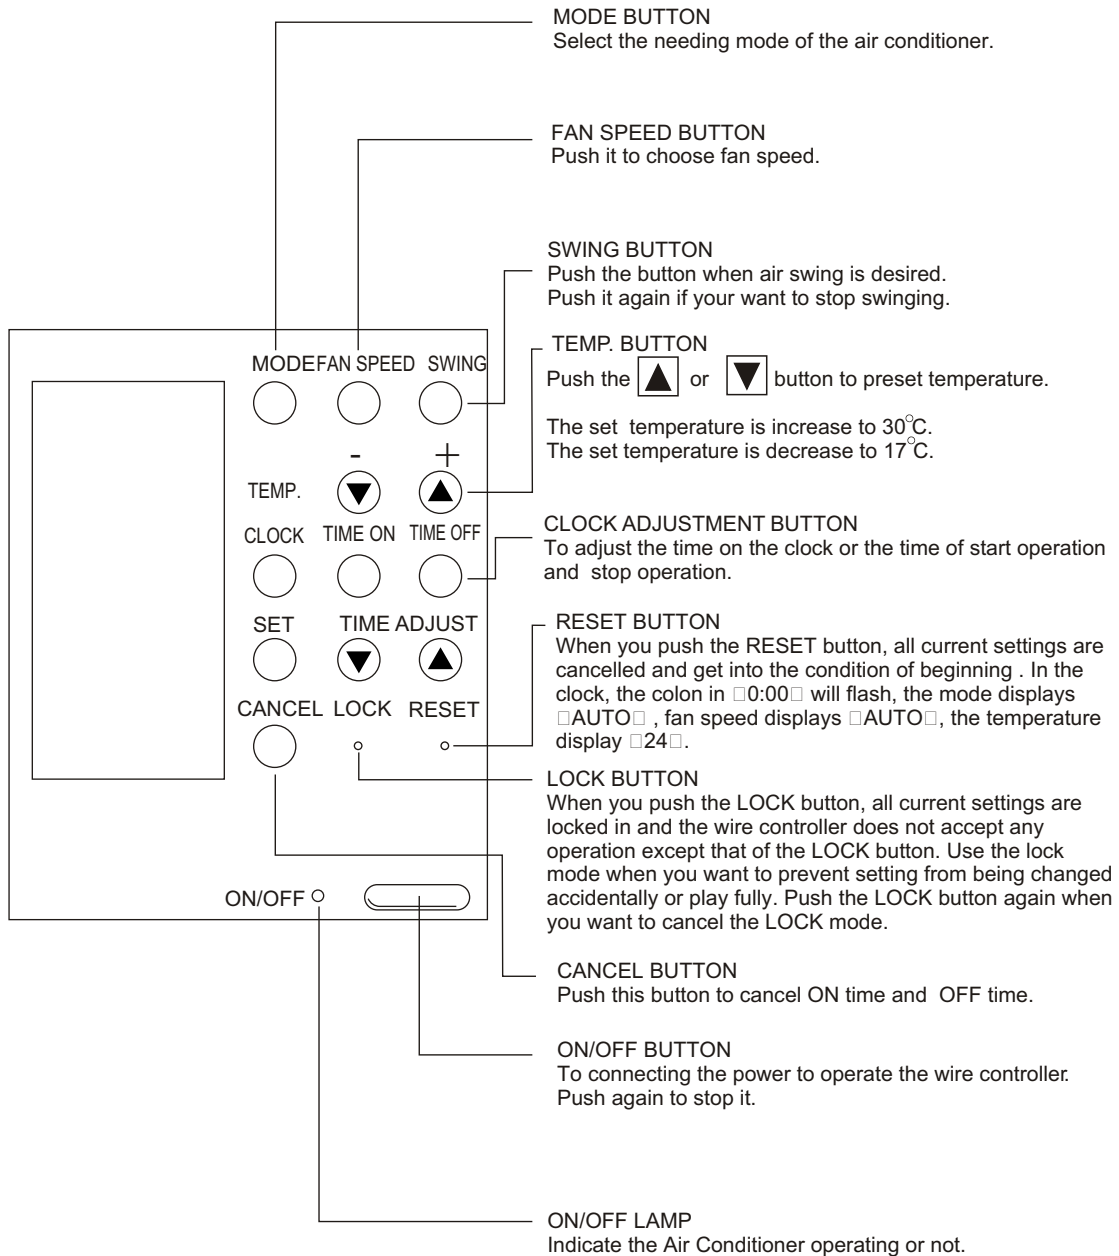 MODE BUTTON
Select the needing mode of the air conditioner.
FAN SPEED BUTTON
Push it to choose fan speed.
SWING BUTTON
Push the button when air swing is desired.
Push it again if your want to stop swinging.
TEMP. BUTTON
Push the ▲ or ▼ button to preset temperature.
The set temperature is increase to 30°C.
The set temperature is decrease to 17°C.
CLOCK ADJUSTMENT BUTTON
To adjust the time on the clock or the time of start operation
and stop operation.
RESET BUTTON
When you push the RESET button, all current settings are
cancelled and get into the condition of beginning . In the
clock, the colon in □0:00□ will flash, the mode displays
□AUTO□ , fan speed displays □AUTO□, the temperature
display □24□.
LOCK BUTTON
When you push the LOCK button, all current settings are
locked in and the wire controller does not accept any
operation except that of the LOCK button. Use the lock
mode when you want to prevent setting from being changed
accidentally or play fully. Push the LOCK button again when
you want to cancel the LOCK mode.
CANCEL BUTTON
Push this button to cancel ON time and OFF time.
ON/OFF BUTTON
To connecting the power to operate the wire controller.
Push again to stop it.
ON/OFF LAMP
Indicate the Air Conditioner operating or not.
MODE FAN SPEED SWING
- +
TEMP. ▼ ▲
CLOCK TIME ON TIME OFF
SET TIME ADJUST
▼ ▲
CANCEL LOCK RESET
ON/OFF